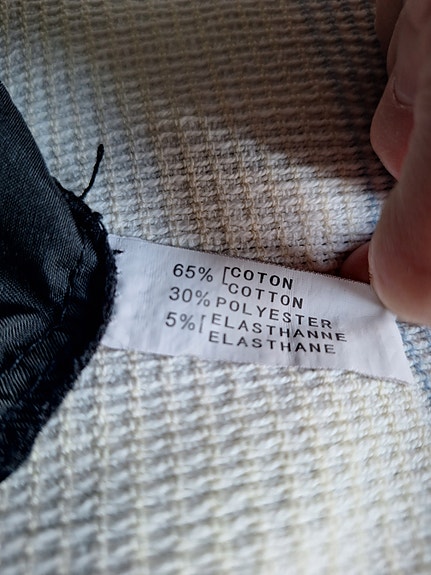 65% [COTON
COTTON
30% POLYESTER
5% [ELASTHANNE
ELASTHANE